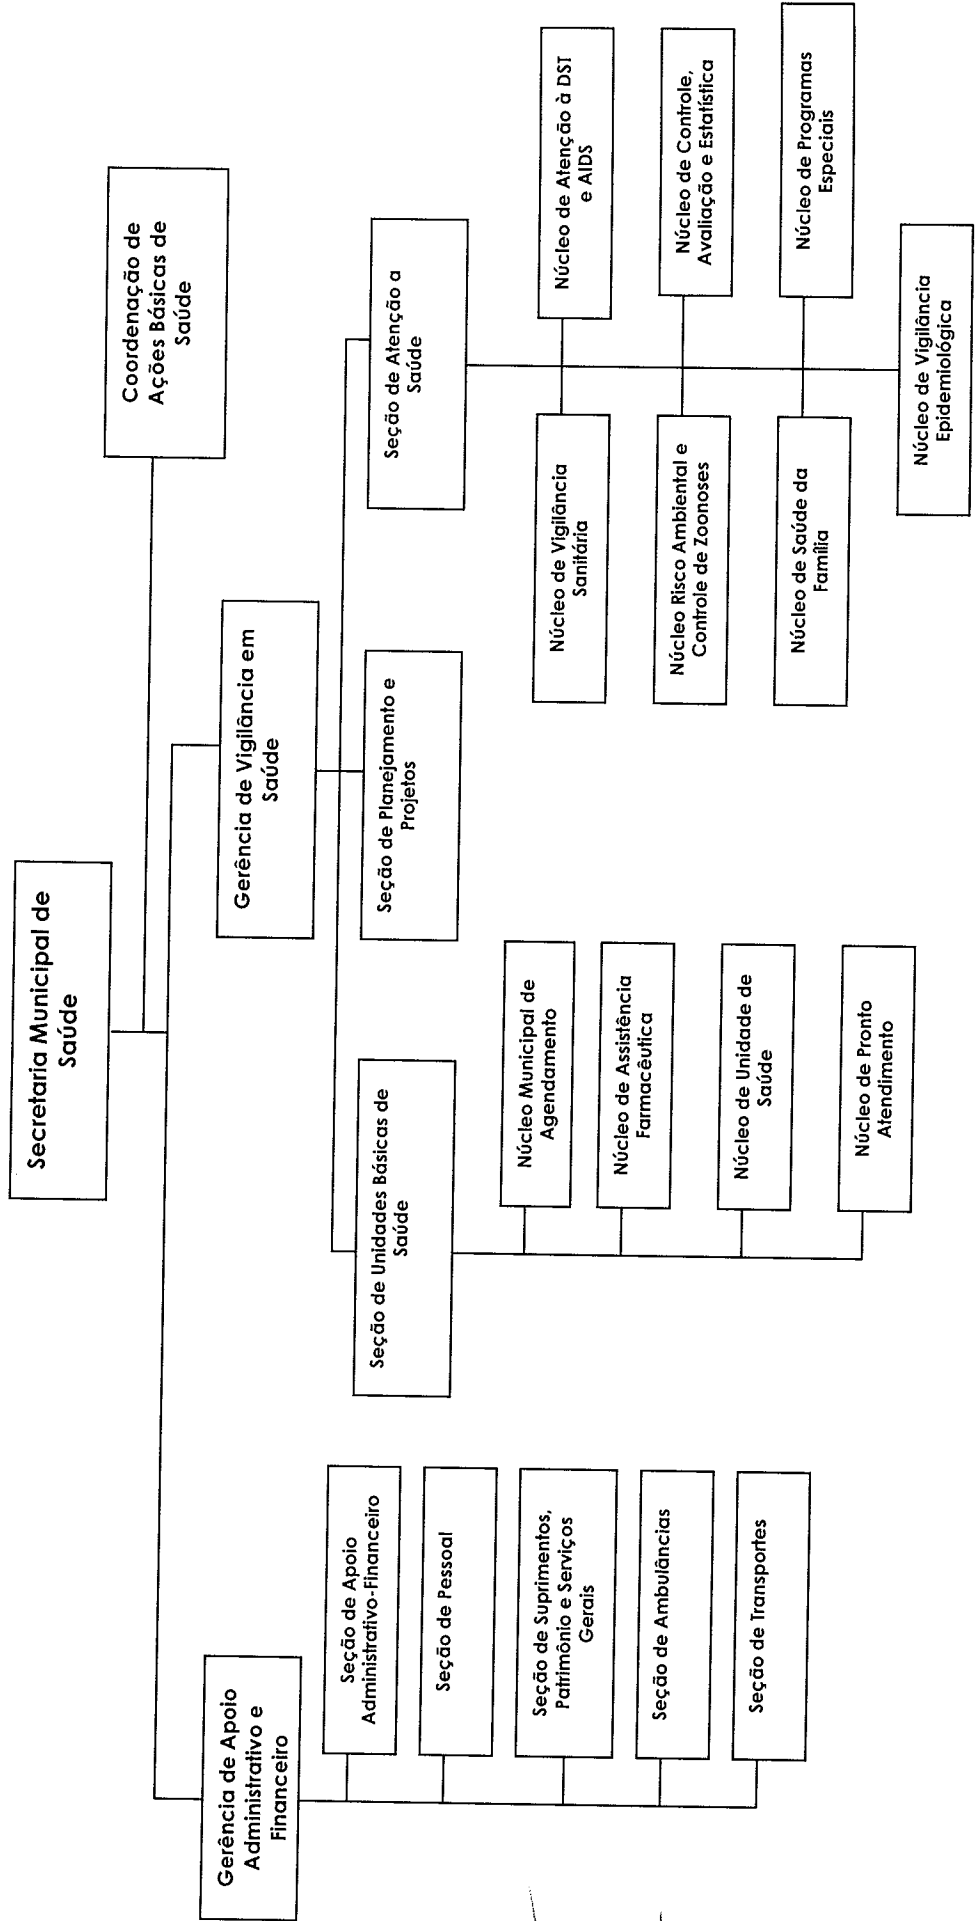 Secretaria Municipal de
Saúde
Coordenação de
Ações Básicas de
Saúde
Gerência de Apoio
Administrativo e
Financeiro
Gerência de Vigilância em
Saúde
Seção de Apoio
Administrativo-Financeiro
Seção de Pessoal
Seção de Suprimentos,
Patrimônio e Serviços
Gerais
Seção de Ambulâncias
Seção de Transportes
Seção de Unidades Básicas de
Saúde
Seção de Planejamento e
Projetos
Seção de Atenção a
Saúde
Núcleo Municipal de
Agendamento
Núcleo de Assistência
Farmacêutica
Núcleo de Unidade de
Saúde
Núcleo de Pronto
Atendimento
Núcleo de Vigilância
Sanitária
Núcleo de Atenção à DST
e AIDS
Núcleo Risco Ambiental e
Controle de Zoonoses
Núcleo de Controle,
Avaliação e Estatística
Núcleo de Saúde da
Família
Núcleo de Programas
Especiais
Núcleo de Vigilância
Epidemiológica